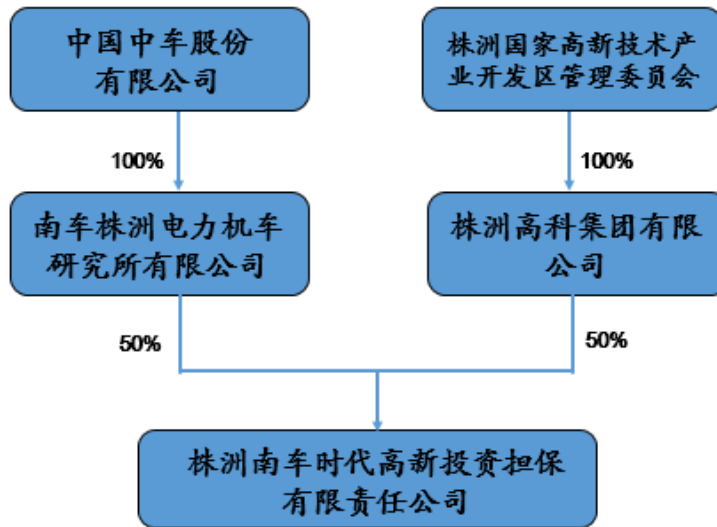 中国中车股份
有限公司
株洲国家高新技术产
业开发区管理委员会
100%
100%
南车株洲电力机车
研究所有限公司
株洲高科集团有限
公司
50%
50%
株洲南车时代高新投资担保
有限责任公司